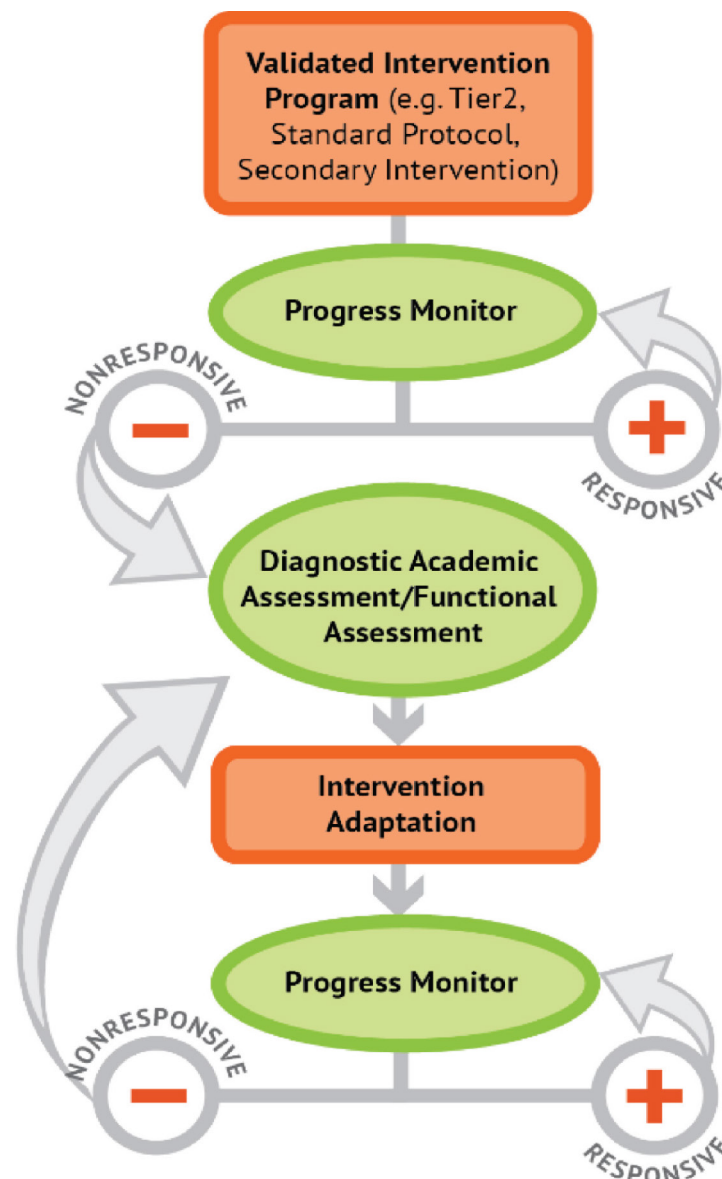 Validated Intervention
Program (e.g. Tier2,
Standard Protocol,
Secondary Intervention)
Progress Monitor
NONRESPONSIVE
–
+
RESPONSIVE
Diagnostic Academic
Assessment/Functional
Assessment
Intervention
Adaptation
Progress Monitor
NONRESPONSIVE
–
+
RESPONSIVE